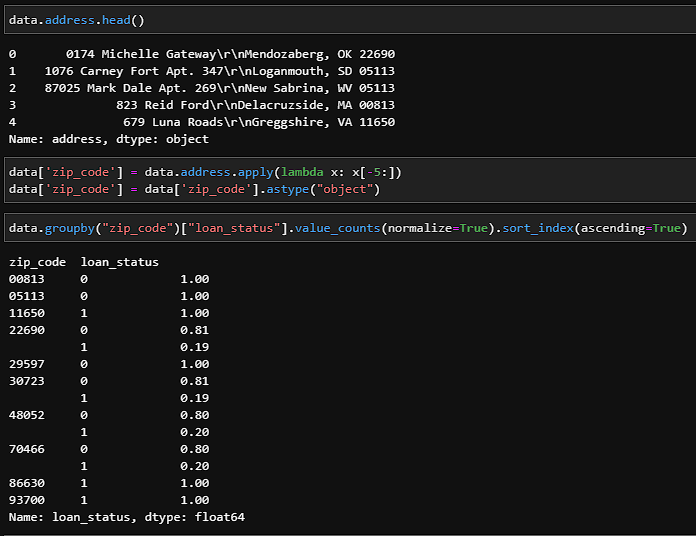 data.address.head()
0       0174 Michelle Gateway\r\nMendozaberg, OK 22690
1    1076 Carney Fort Apt. 347\r\nLoganmouth, SD 05113
2    87025 Mark Dale Apt. 269\r\nNew Sabrina, WV 05113
3              823 Reid Ford\r\nDelacruzside, MA 00813
4               679 Luna Roads\r\nGreggshire, VA 11650
Name: address, dtype: object
data['zip_code'] = data.address.apply(lambda x: x[-5:])
data['zip_code'] = data['zip_code'].astype("object")
data.groupby("zip_code")["loan_status"].value_counts(normalize=True).sort_index(ascending=True)
zip_code  loan_status
00813     0             1.00
05113     0             1.00
11650     1             1.00
22690     0             0.81
          1             0.19
29597     0             1.00
30723     0             0.81
          1             0.19
48052     0             0.80
          1             0.20
70466     0             0.80
          1             0.20
86630     1             1.00
93700     1             1.00
Name: loan_status, dtype: float64